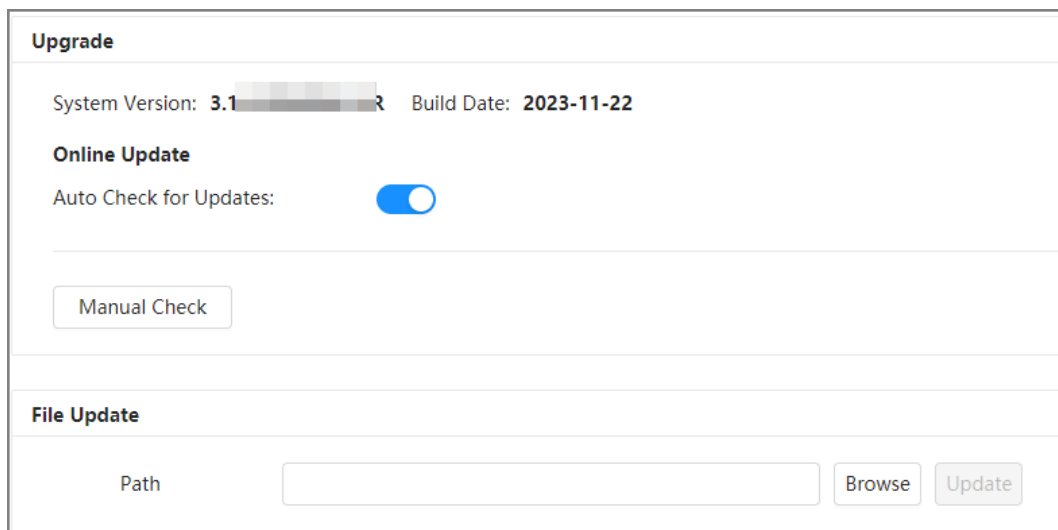 Upgrade
System Version: 3.1 R Build Date: 2023-11-22
Online Update
Auto Check for Updates:
Manual Check
File Update
Path Browse Update